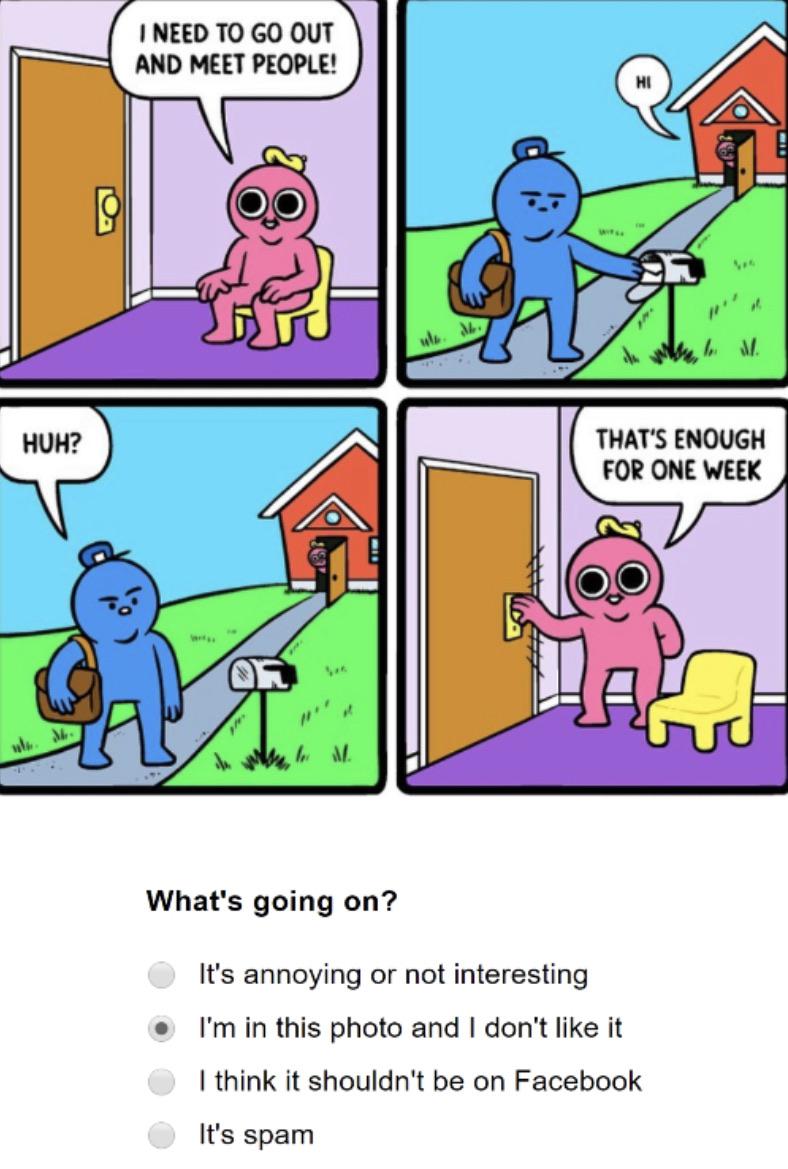 I NEED TO GO OUT
AND MEET PEOPLE!
HI
HUH?
THAT'S ENOUGH
FOR ONE WEEK
What's going on?
It's annoying or not interesting
I'm in this photo and I don't like it
I think it shouldn't be on Facebook
It's spam